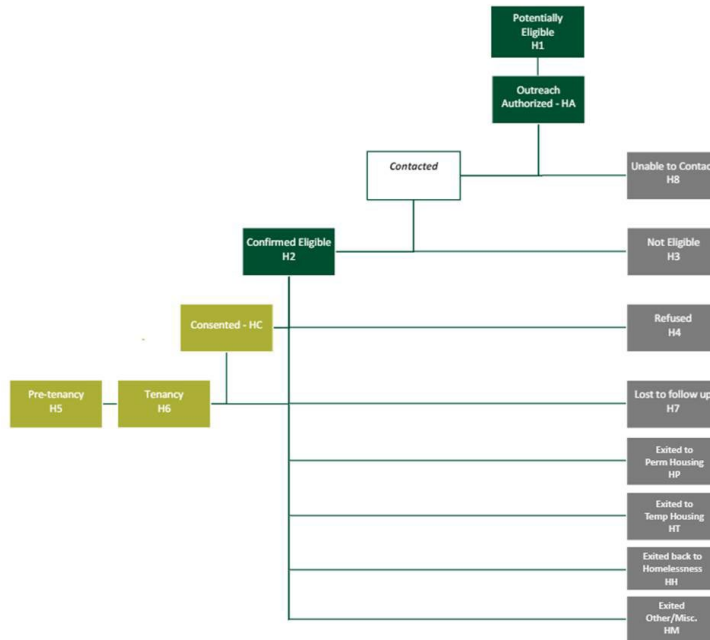 Potentially
Eligible
H1
Outreach
Authorized - HA
Contacted
Unable to Contac
H8
Confirmed Eligible
H2
Not Eligible
H3
Consented - HC
Refused
H4
Pre-tenancy
H5
Tenancy
H6
Lost to follow up
H7
Exited to
Perm Housing
HP
Exited to
Temp Housing
HT
Exited back to
Homelessness
HH
Exited
Other/Misc.
HM